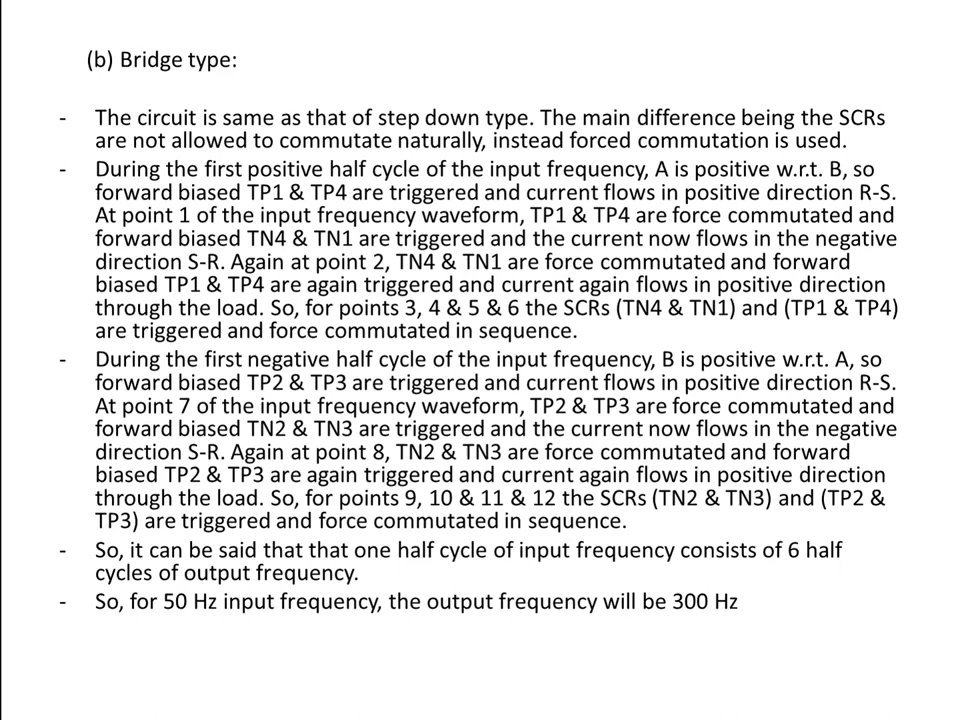 (b) Bridge type:
- The circuit is same as that of step down type. The main difference being the SCRs
are not allowed to commutate naturally, instead forced commutation is used.
- During the first positive half cycle of the input frequency, A is positive w.r.t. B, so
forward biased TP1 & TP4 are triggered and current flows in positive direction R-S.
At point 1 of the input frequency waveform, TP1 & TP4 are force commutated and
forward biased TN4 & TN1 are triggered and the current now flows in the negative
direction S-R. Again at point 2, TN4 & TN1 are force commutated and forward
biased TP1 & TP4 are again triggered and current again flows in positive direction
through the load. So, for points 3, 4 & 5 & 6 the SCRs (TN4 & TN1) and (TP1 & TP4)
are triggered and force commutated in sequence.
- During the first negative half cycle of the input frequency, B is positive w.r.t. A, so
forward biased TP2 & TP3 are triggered and current flows in positive direction R-S.
At point 7 of the input frequency waveform, TP2 & TP3 are force commutated and
forward biased TN2 & TN3 are triggered and the current now flows in the negative
direction S-R. Again at point 8, TN2 & TN3 are force commutated and forward
biased TP2 & TP3 are again triggered and current again flows in positive direction
through the load. So, for points 9, 10 & 11 & 12 the SCRs (TN2 & TN3) and (TP2 &
TP3) are triggered and force commutated in sequence.
- So, it can be said that that one half cycle of input frequency consists of 6 half
cycles of output frequency.
- So, for 50 Hz input frequency, the output frequency will be 300 Hz